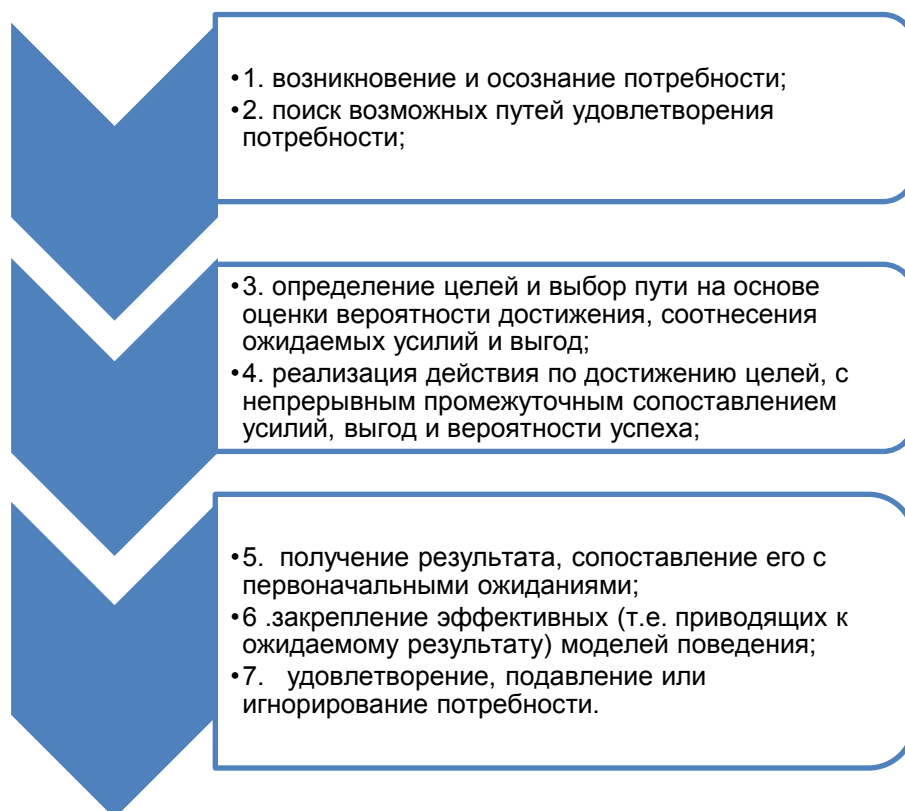 •1. возникновение и осознание потребности;
•2. поиск возможных путей удовлетворения
потребности;
•3. определение целей и выбор пути на основе
оценки вероятности достижения, соотнесения
ожидаемых усилий и выгод;
•4. реализация действия по достижению целей, с
непрерывным промежуточным сопоставлением
усилий, выгод и вероятности успеха;
•5. получение результата, сопоставление его с
первоначальными ожиданиями;
•6 .закрепление эффективных (т.е. приводящих к
ожидаемому результату) моделей поведения;
•7. удовлетворение, подавление или
игнорирование потребности.